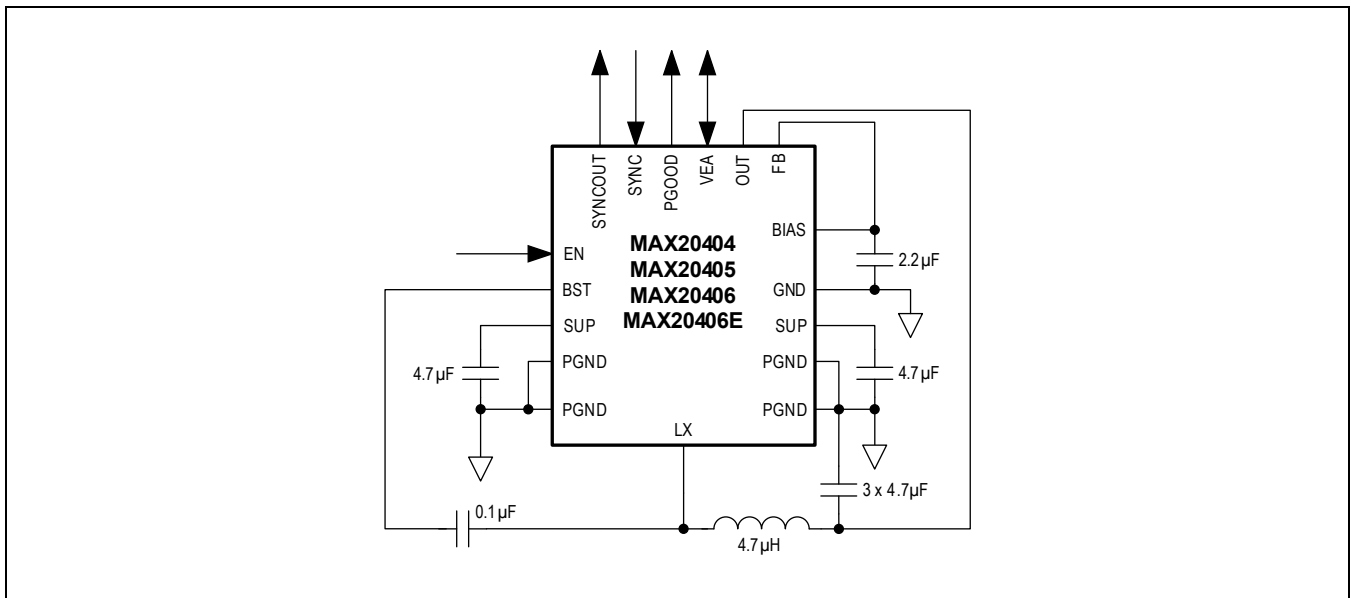 SYNCOUT
SYNC
PGOOD
VEA
OUT
FB
BIAS
MAX20404
EN
MAX20405
2.2µF
BST
MAX20406
GND
MAX20406E
SUP
SUP
4.7µF
PGND
PGND
4.7µF
PGND
PGND
LX
3 x 4.7µF
0.1µF
4.7µH